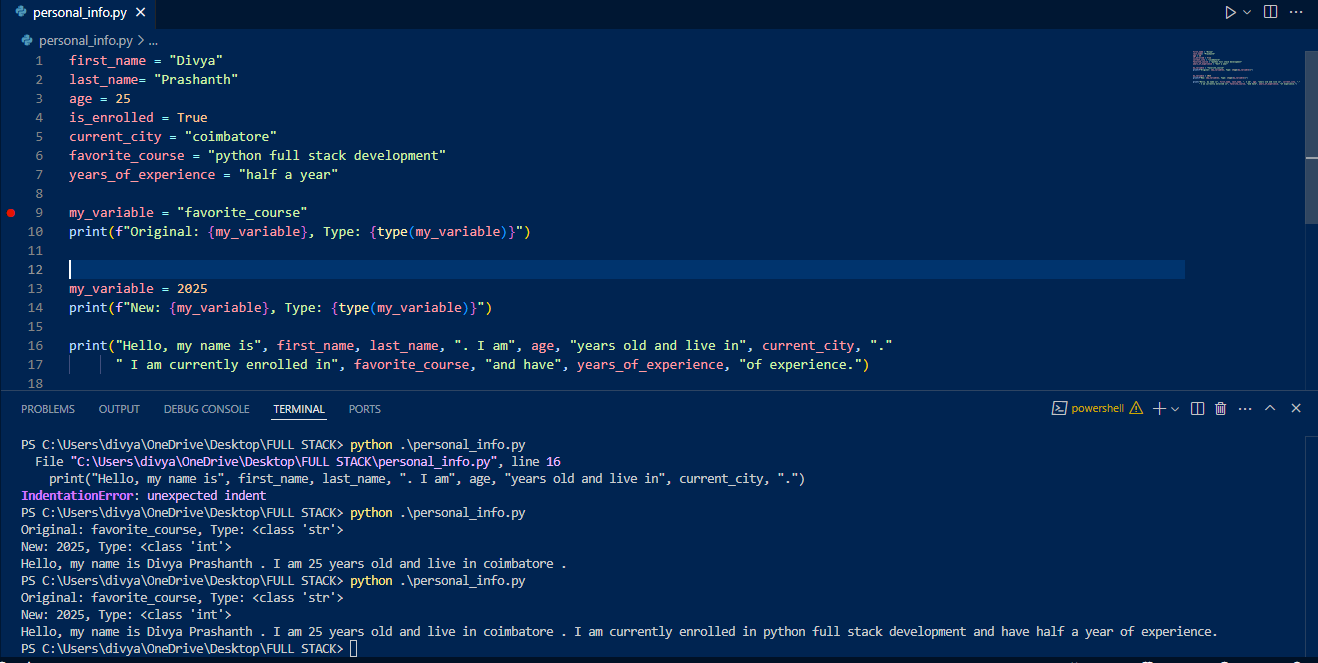 personal_info.py
personal_info.py > ...
1 first_name = "Divya"
2 last_name= "Prashanth"
3 age = 25
4 is_enrolled = True
5 current_city = "coimbatore"
6 favorite_course = "python full stack development"
7 years_of_experience = "half a year"
8
9 my_variable = "favorite_course"
10 print(f"Original: {my_variable}, Type: {type(my_variable)}")
11
12
13 my_variable = 2025
14 print(f"New: {my_variable}, Type: {type(my_variable)}")
15
16 print("Hello, my name is", first_name, last_name, ". I am", age, "years old and live in", current_city, "."
17 " I am currently enrolled in", favorite_course, "and have", years_of_experience, "of experience.")
18
PROBLEMS OUTPUT DEBUG CONSOLE TERMINAL PORTS powershell
PS C:\Users\divya\OneDrive\Desktop\FULL STACK> python .\personal_info.py
File "C:\Users\divya\OneDrive\Desktop\FULL STACK\personal_info.py", line 16
print("Hello, my name is", first_name, last_name, ". I am", age, "years old and live in", current_city, ".")
IndentationError: unexpected indent
PS C:\Users\divya\OneDrive\Desktop\FULL STACK> python .\personal_info.py
Original: favorite_course, Type: <class 'str'>
New: 2025, Type: <class 'int'>
Hello, my name is Divya Prashanth . I am 25 years old and live in coimbatore .
PS C:\Users\divya\OneDrive\Desktop\FULL STACK> python .\personal_info.py
Original: favorite_course, Type: <class 'str'>
New: 2025, Type: <class 'int'>
Hello, my name is Divya Prashanth . I am 25 years old and live in coimbatore . I am currently enrolled in python full stack development and have half a year of experience.
PS C:\Users\divya\OneDrive\Desktop\FULL STACK>